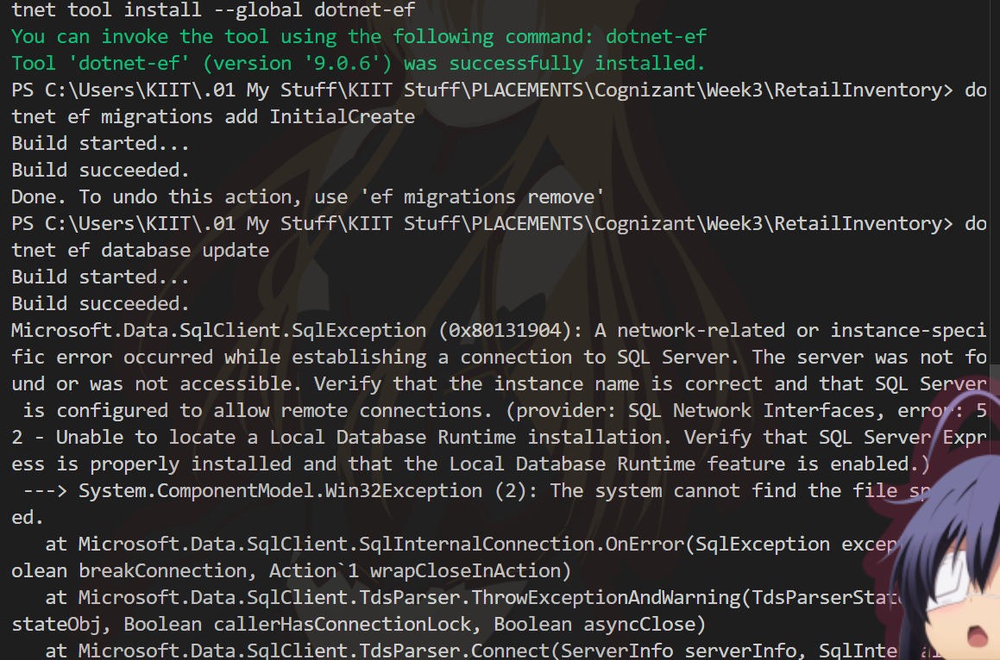 tnet tool install --global dotnet-ef
You can invoke the tool using the following command: dotnet-ef
Tool 'dotnet-ef' (version '9.0.6') was successfully installed.
PS C:\Users\KIIT\.01 My Stuff\KIIT Stuff\PLACEMENTS\Cognizant\Week3\RetailInventory> do
tnet ef migrations add InitialCreate
Build started...
Build succeeded.
Done. To undo this action, use 'ef migrations remove'
PS C:\Users\KIIT\.01 My Stuff\KIIT Stuff\PLACEMENTS\Cognizant\Week3\RetailInventory> do
tnet ef database update
Build started...
Build succeeded.
Microsoft.Data.SqlClient.SqlException (0x80131904): A network-related or instance-speci
fic error occurred while establishing a connection to SQL Server. The server was not fo
und or was not accessible. Verify that the instance name is correct and that SQL Server
 is configured to allow remote connections. (provider: SQL Network Interfaces, error: 5
2 - Unable to locate a Local Database Runtime installation. Verify that SQL Server Expr
ess is properly installed and that the Local Database Runtime feature is enabled.)
 ---> System.ComponentModel.Win32Exception (2): The system cannot find the file sp
ed.
   at Microsoft.Data.SqlClient.SqlInternalConnection.OnError(SqlException excep
olean breakConnection, Action`1 wrapCloseInAction)
   at Microsoft.Data.SqlClient.TdsParser.ThrowExceptionAndWarning(TdsParserStat
stateObj, Boolean callerHasConnectionLock, Boolean asyncClose)
   at Microsoft.Data.SqlClient.TdsParser.Connect(ServerInfo serverInfo, SqlInte